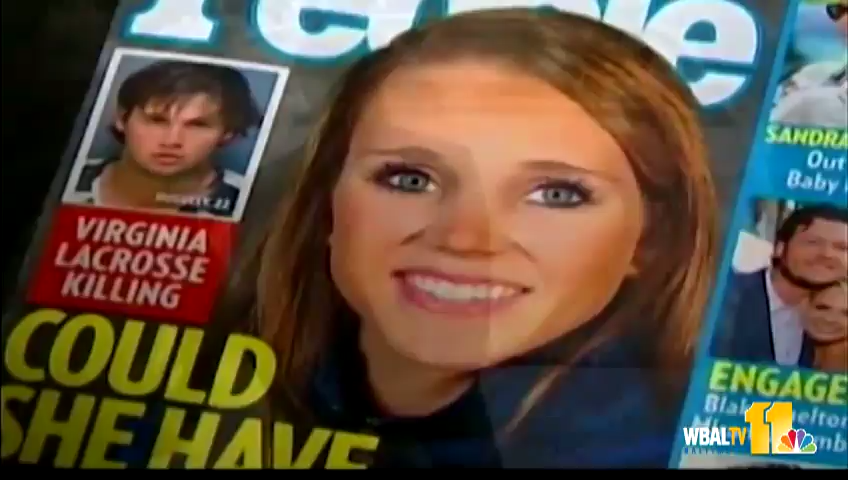 People
VIRGINIA
LACROSSE
KILLING
COULD
SHE HAVE
SANDRA
Out
Baby
ENGAGE
WBALTV 11